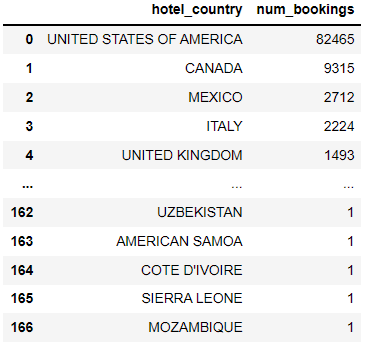 hotel_country num_bookings
0 UNITED STATES OF AMERICA 82465
1 CANADA 9315
2 MEXICO 2712
3 ITALY 2224
4 UNITED KINGDOM 1493
... ... ...
162 UZBEKISTAN 1
163 AMERICAN SAMOA 1
164 COTE D'IVOIRE 1
165 SIERRA LEONE 1
166 MOZAMBIQUE 1